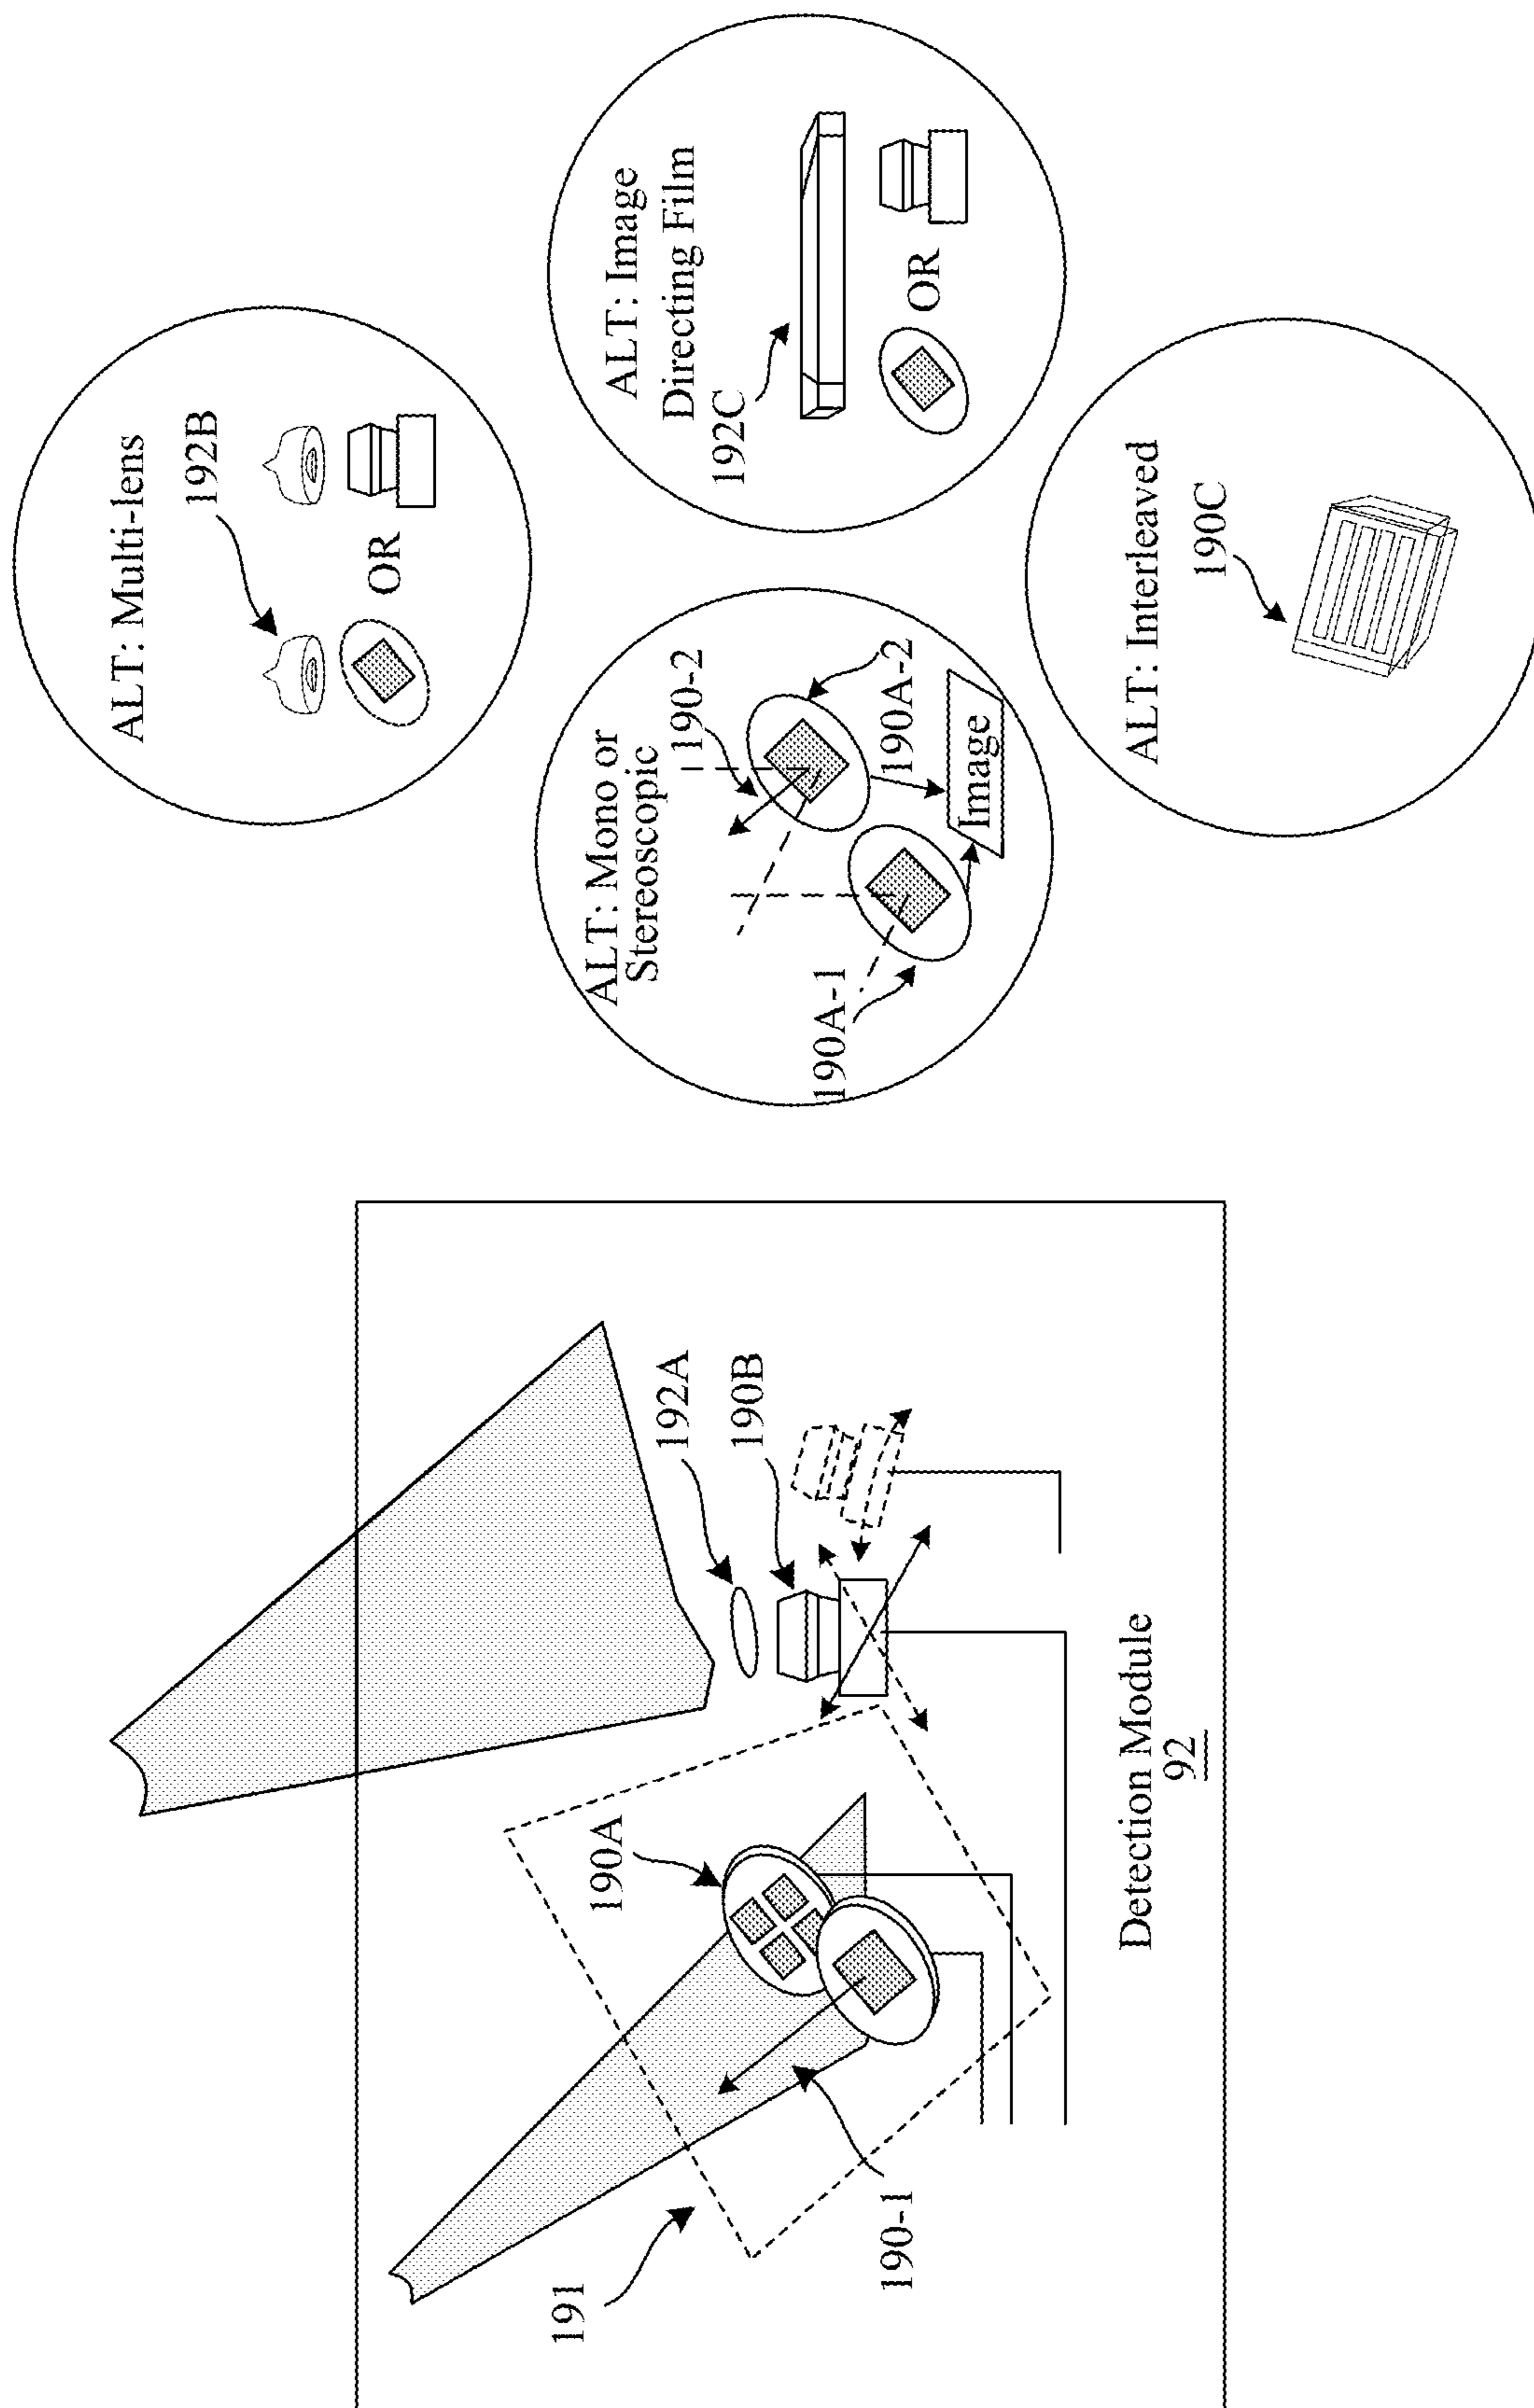 191
190-1
190A
192A
190B
Detection Module
92
ALT: Mono or
Stereoscopic
190-2
190A-1
190A-2
Image
ALT: Multi-lens
192B
OR
ALT: Image
Directing Film
192C
OR
ALT: Interleaved
190C